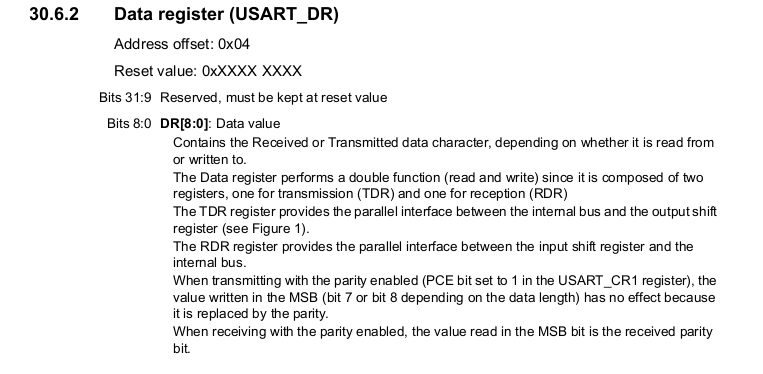 30.6.2 Data register (USART_DR)
Address offset: 0x04
Reset value: 0xXXXX XXXX
Bits 31:9 Reserved, must be kept at reset value
Bits 8:0 DR[8:0]: Data value
Contains the Received or Transmitted data character, depending on whether it is read from
or written to.
The Data register performs a double function (read and write) since it is composed of two
registers, one for transmission (TDR) and one for reception (RDR)
The TDR register provides the parallel interface between the internal bus and the output shift
register (see Figure 1).
The RDR register provides the parallel interface between the input shift register and the
internal bus.
When transmitting with the parity enabled (PCE bit set to 1 in the USART_CR1 register), the
value written in the MSB (bit 7 or bit 8 depending on the data length) has no effect because
it is replaced by the parity.
When receiving with the parity enabled, the value read in the MSB bit is the received parity
bit.